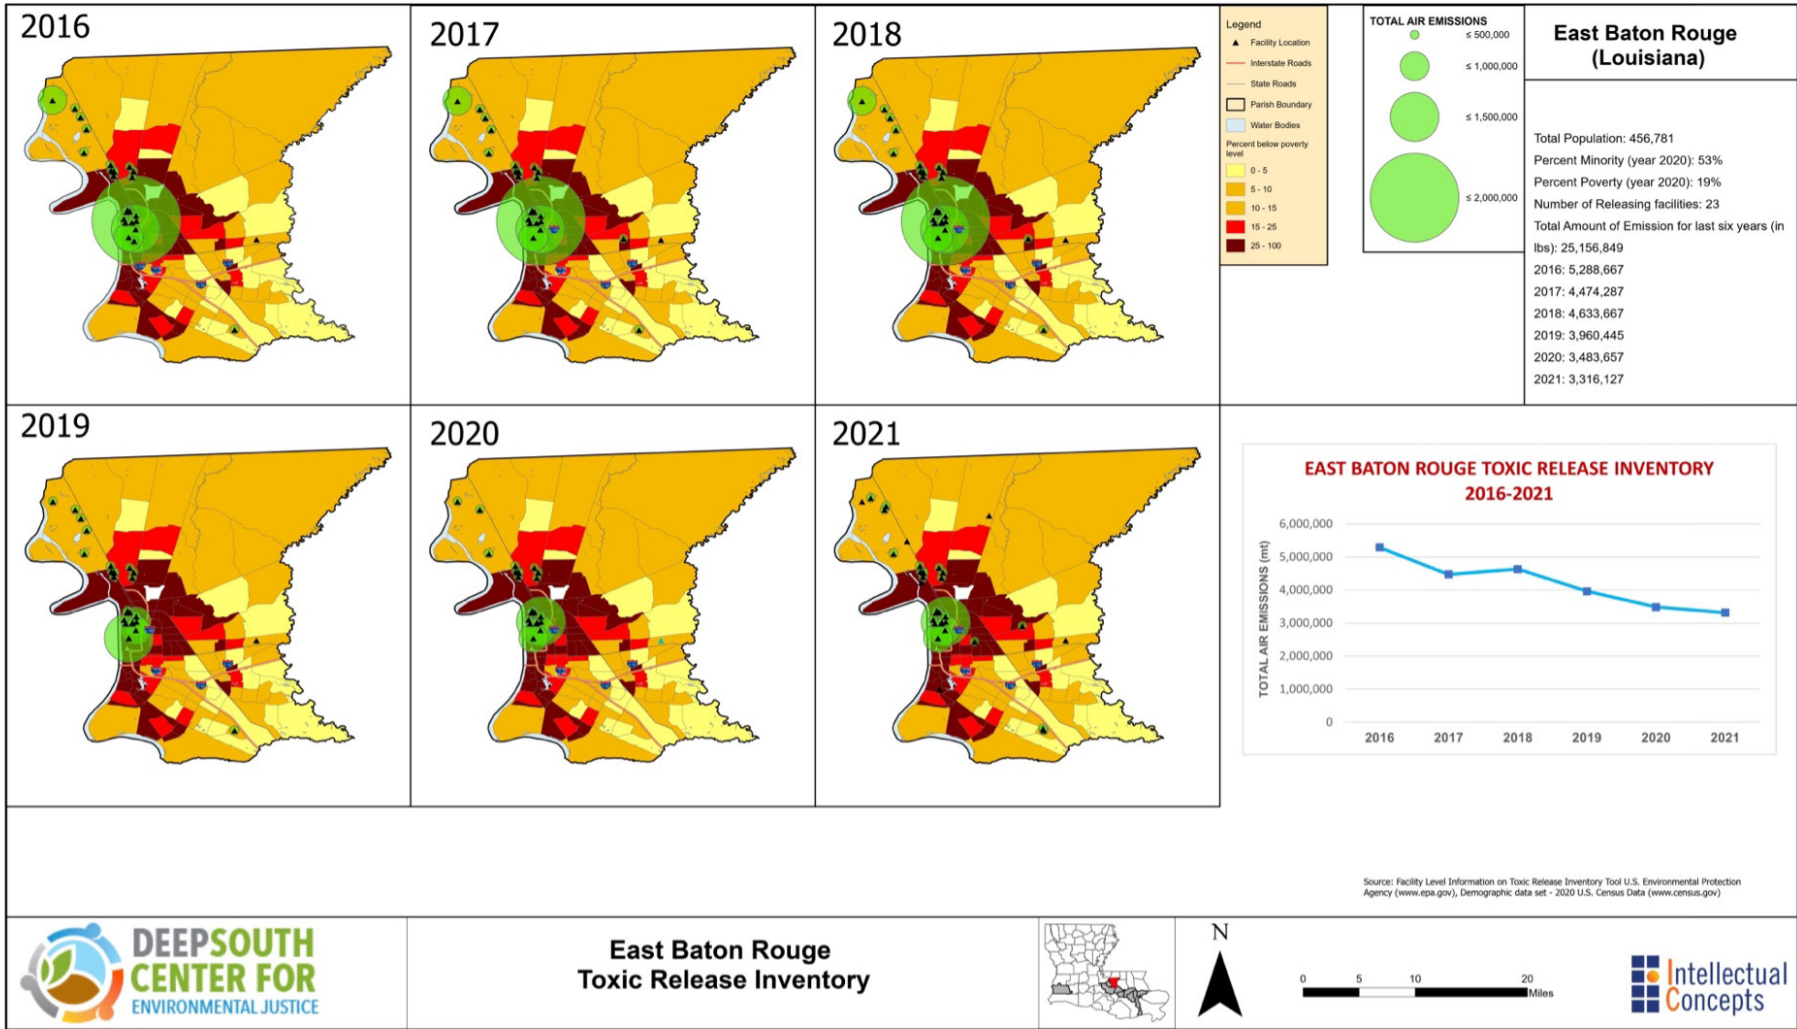 2016
2017
2018
Legend
Facility Location
Interstate Roads
State Roads
Parish Boundary
Water Bodies
Percent below poverty
level
0 - 5
5 - 10
10 - 15
15 - 25
25 - 100
TOTAL AIR EMISSIONS
≤ 500,000
≤ 1,000,000
≤ 1,500,000
≤ 2,000,000
East Baton Rouge
(Louisiana)
Total Population: 456,781
Percent Minority (year 2020): 53%
Percent Poverty (year 2020): 19%
Number of Releasing facilities: 23
Total Amount of Emission for last six years (in
lbs): 25,156,849
2016: 5,288,667
2017: 4,474,287
2018: 4,633,667
2019: 3,960,445
2020: 3,483,657
2021: 3,316,127
2019
2020
2021
EAST BATON ROUGE TOXIC RELEASE INVENTORY
2016-2021
TOTAL AIR EMISSIONS (mt)
6,000,000
5,000,000
4,000,000
3,000,000
2,000,000
1,000,000
0
2016 2017 2018 2019 2020 2021
Source: Facility Level Information on Toxic Release Inventory Tool U.S. Environmental Protection
Agency (www.epa.gov), Demographic data set - 2020 U.S. Census Data (www.census.gov)
DEEPSOUTH
CENTER FOR
ENVIRONMENTAL JUSTICE
East Baton Rouge
Toxic Release Inventory
N
0 5 10 20
Miles
Intellectual
Concepts